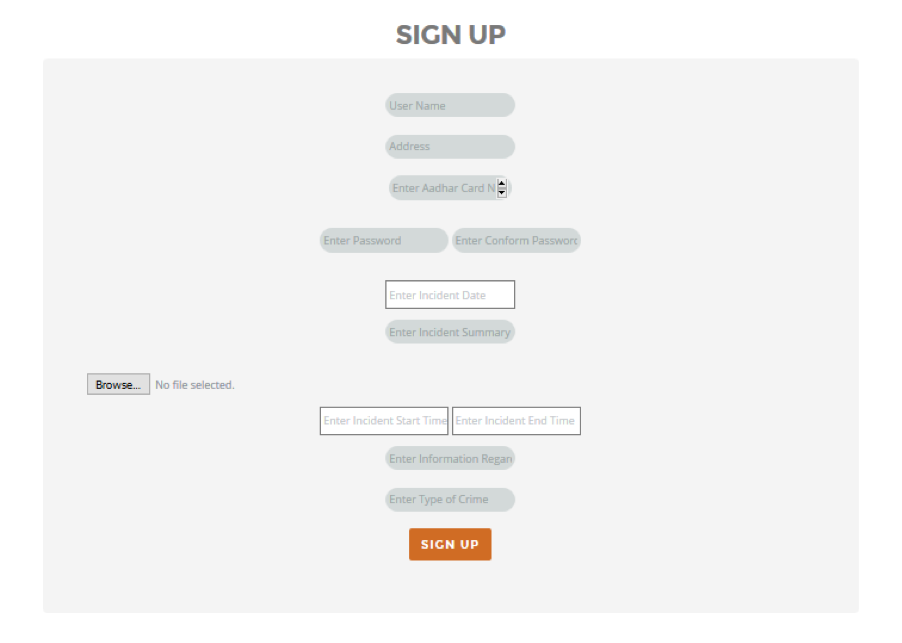 SIGN UP
User Name
Address
Enter Aadhar Card N
Enter Password Enter Conform Password
Enter Incident Date
Enter Incident Summary
Browse... No file selected.
Enter Incident Start Time Enter Incident End Time
Enter Information Regan
Enter Type of Crime
SIGN UP